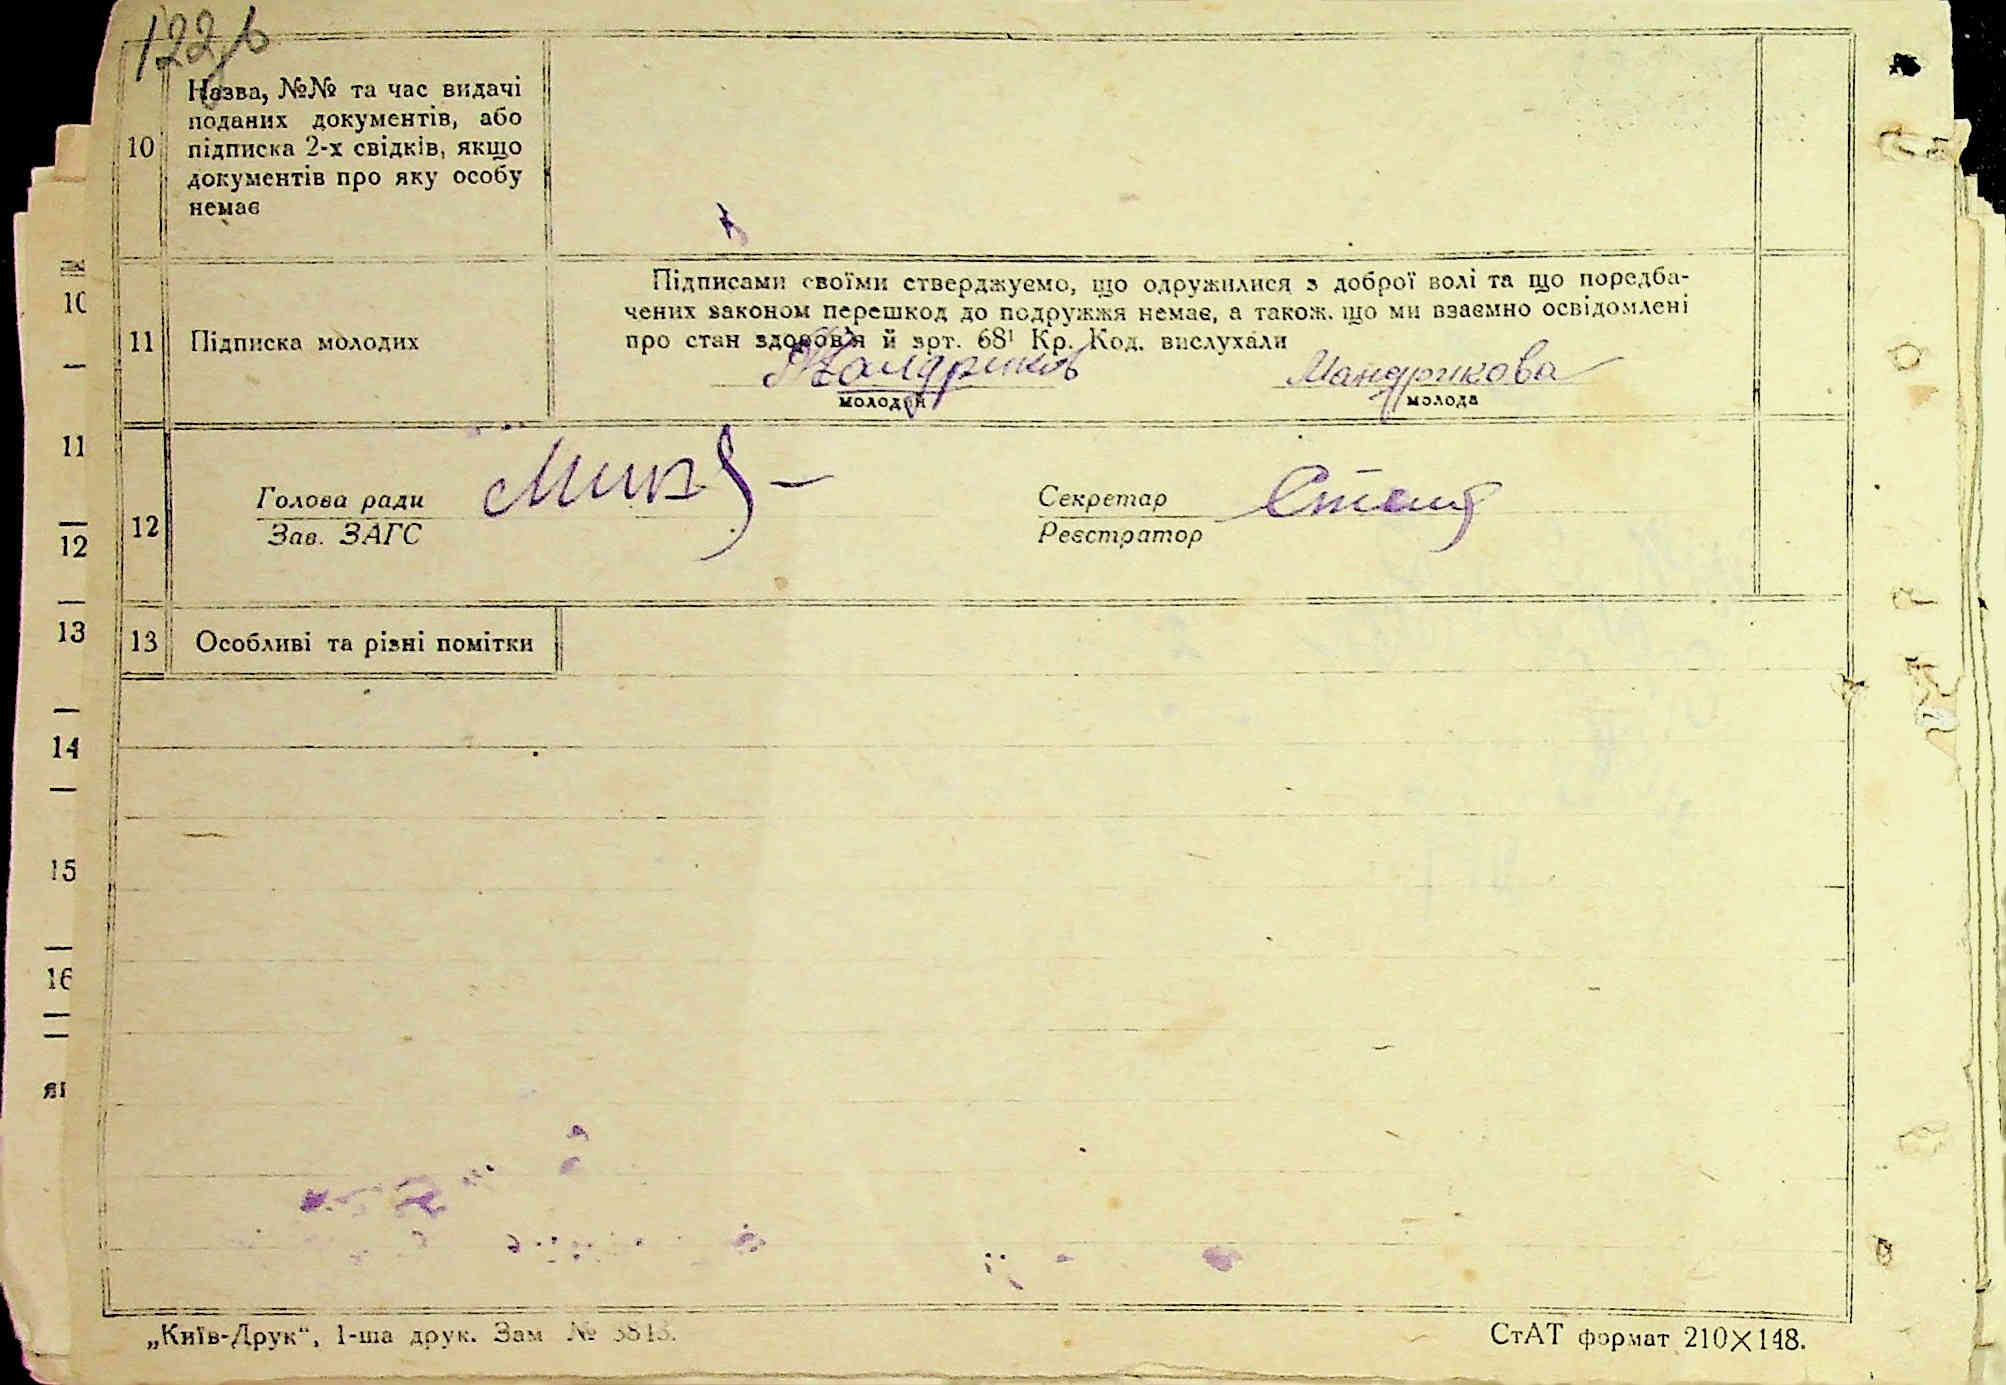 Назва, №№ та час видачі
поданих документів, або
10 підписка 2-х свідків, якщо
документів про яку особу
немає
Підписами своїми стверджуємо, що одружилися з доброї волі та що поредба-
чених законом перешкод до подружжя немає, а також, що ми взаємно освідомлені
11 Підписка молодих про стан здоров'я й арт. 68¹ Кр. Код. вислухали
Мандриков Мандрикова
молодий молода
Голова ради Секретар
12 Зав. ЗАГС Реєстратор
13 Особливі та різні помітки
10
11
12
13
14
15
16
„Київ-Друк“, 1-ша друк. Зам №
СтАТ формат 210×148.